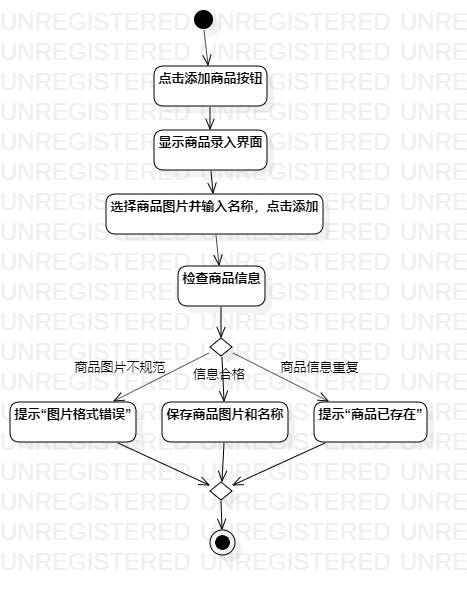 点击添加商品按钮
显示商品录入界面
选择商品图片并输入名称，点击添加
检查商品信息
商品图片不规范
信息合格
商品信息重复
提示“图片格式错误”
保存商品图片和名称
提示“商品已存在”
UNREGISTERED